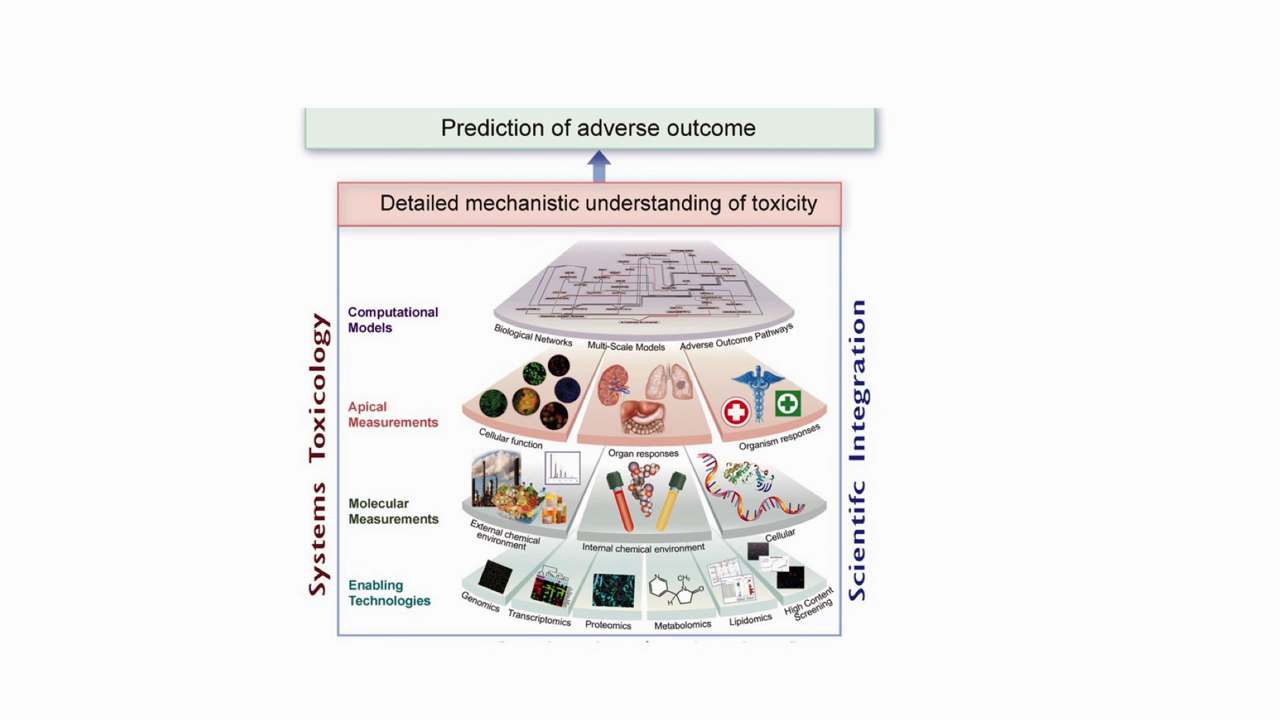 Prediction of adverse outcome
Detailed mechanistic understanding of toxicity
Systems Toxicology
Scientifc Integration
Computational
Models
Biological Networks
Multi-Scale Models
Adverse Outcome Pathways
Apical
Measurements
Cellular function
Organ responses
Organism responses
Molecular
Measurements
External chemical
environment
Internal chemical environment
Cellular
Enabling
Technologies
Genomics
Transcriptomics
Proteomics
Metabolomics
Lipidomics
High Content
Screening
N
CH3
N
O
H